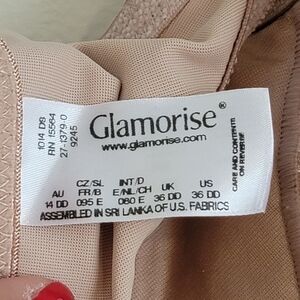 1014 DS
RN 15564
27-1379.0
9245
Glamorise®
www.glamorise.com
CARE AND CONTENT
ON REVERSE
CZ/SL INT/D
AU FR/B E/NL/CH UK US
14 DD 095 E 080 E 36 DD 36 DD
ASSEMBLED IN SRI LANKA OF U.S. FABRICS